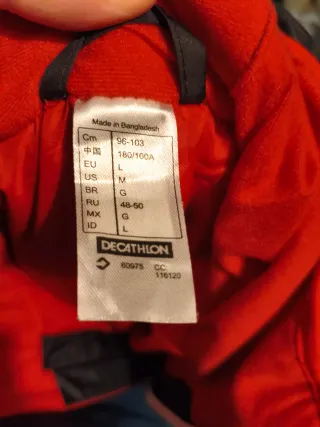 Made in Bangladesh
Cm 96-103
中国 180/100A
EU L
US M
BR G
RU 48-50
MX G
ID L
DECATHLON
60975 CC
116120